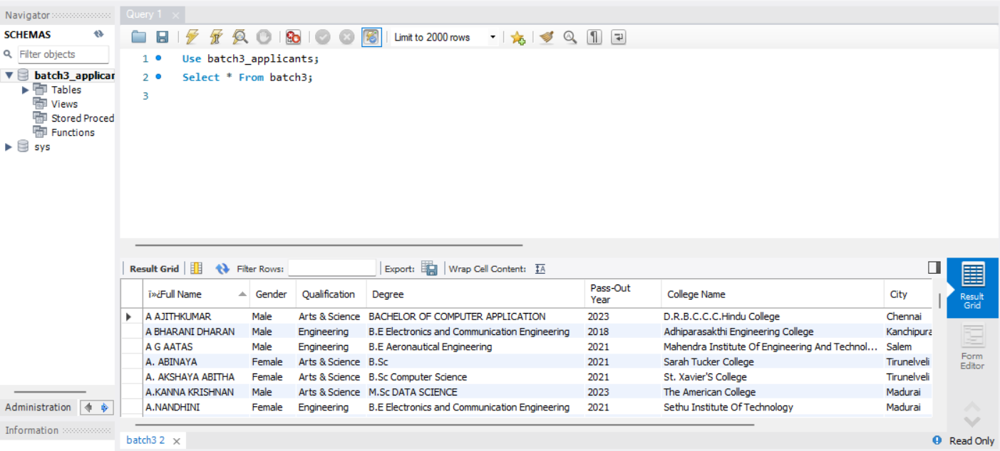 Navigator
Query 1
SCHEMAS
Limit to 2000 rows
Filter objects
1 Use batch3_applicants;
batch3_applicar
2 Select * From batch3;
Tables
3
Views
Stored Proced
Functions
sys
Result Grid Filter Rows: Export: Wrap Cell Content:
ï»¿Full Name Gender Qualification Degree Pass-Out Year College Name City
A AJITHKUMAR Male Arts & Science BACHELOR OF COMPUTER APPLICATION 2023 D.R.B.C.C.C.Hindu College Chennai
A BHARANI DHARAN Male Engineering B.E Electronics and Communication Engineering 2018 Adhiparasakthi Engineering College Kanchipura
A G AATAS Male Engineering B.E Aeronautical Engineering 2021 Mahendra Institute Of Engineering And Technol... Salem
A. ABINAYA Female Arts & Science B.Sc 2021 Sarah Tucker College Tirunelveli
A. AKSHAYA ABITHA Female Arts & Science B.Sc Computer Science 2021 St. Xavier'S College Tirunelveli
A.KANNA KRISHNAN Male Arts & Science M.Sc DATA SCIENCE 2023 The American College Madurai
A.NANDHINI Female Engineering B.E Electronics and Communication Engineering 2021 Sethu Institute Of Technology Madurai
Result
Grid
Form
Editor
Administration
Information
batch3 2
Read Only